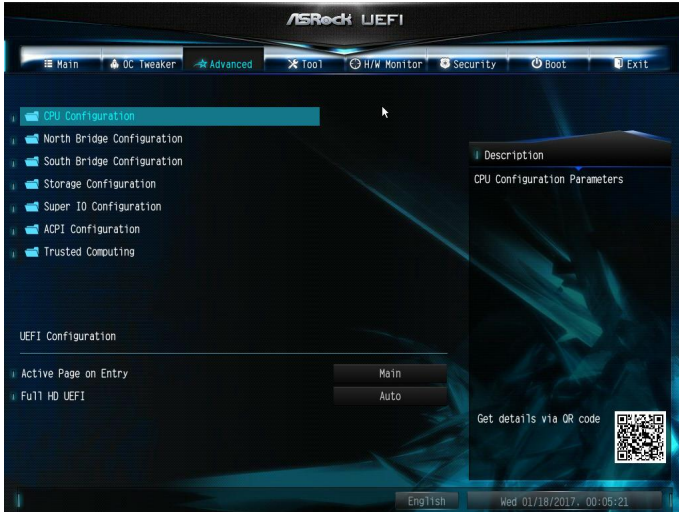 ASRock UEFI
Main OC Tweaker Advanced Tool H/W Monitor Security Boot Exit
CPU Configuration
North Bridge Configuration
South Bridge Configuration
Storage Configuration
Super IO Configuration
ACPI Configuration
Trusted Computing
Description
CPU Configuration Parameters
UEFI Configuration
Active Page on Entry Main
Full HD UEFI Auto
Get details via QR code
English Wed 01/18/2017. 00:05:21